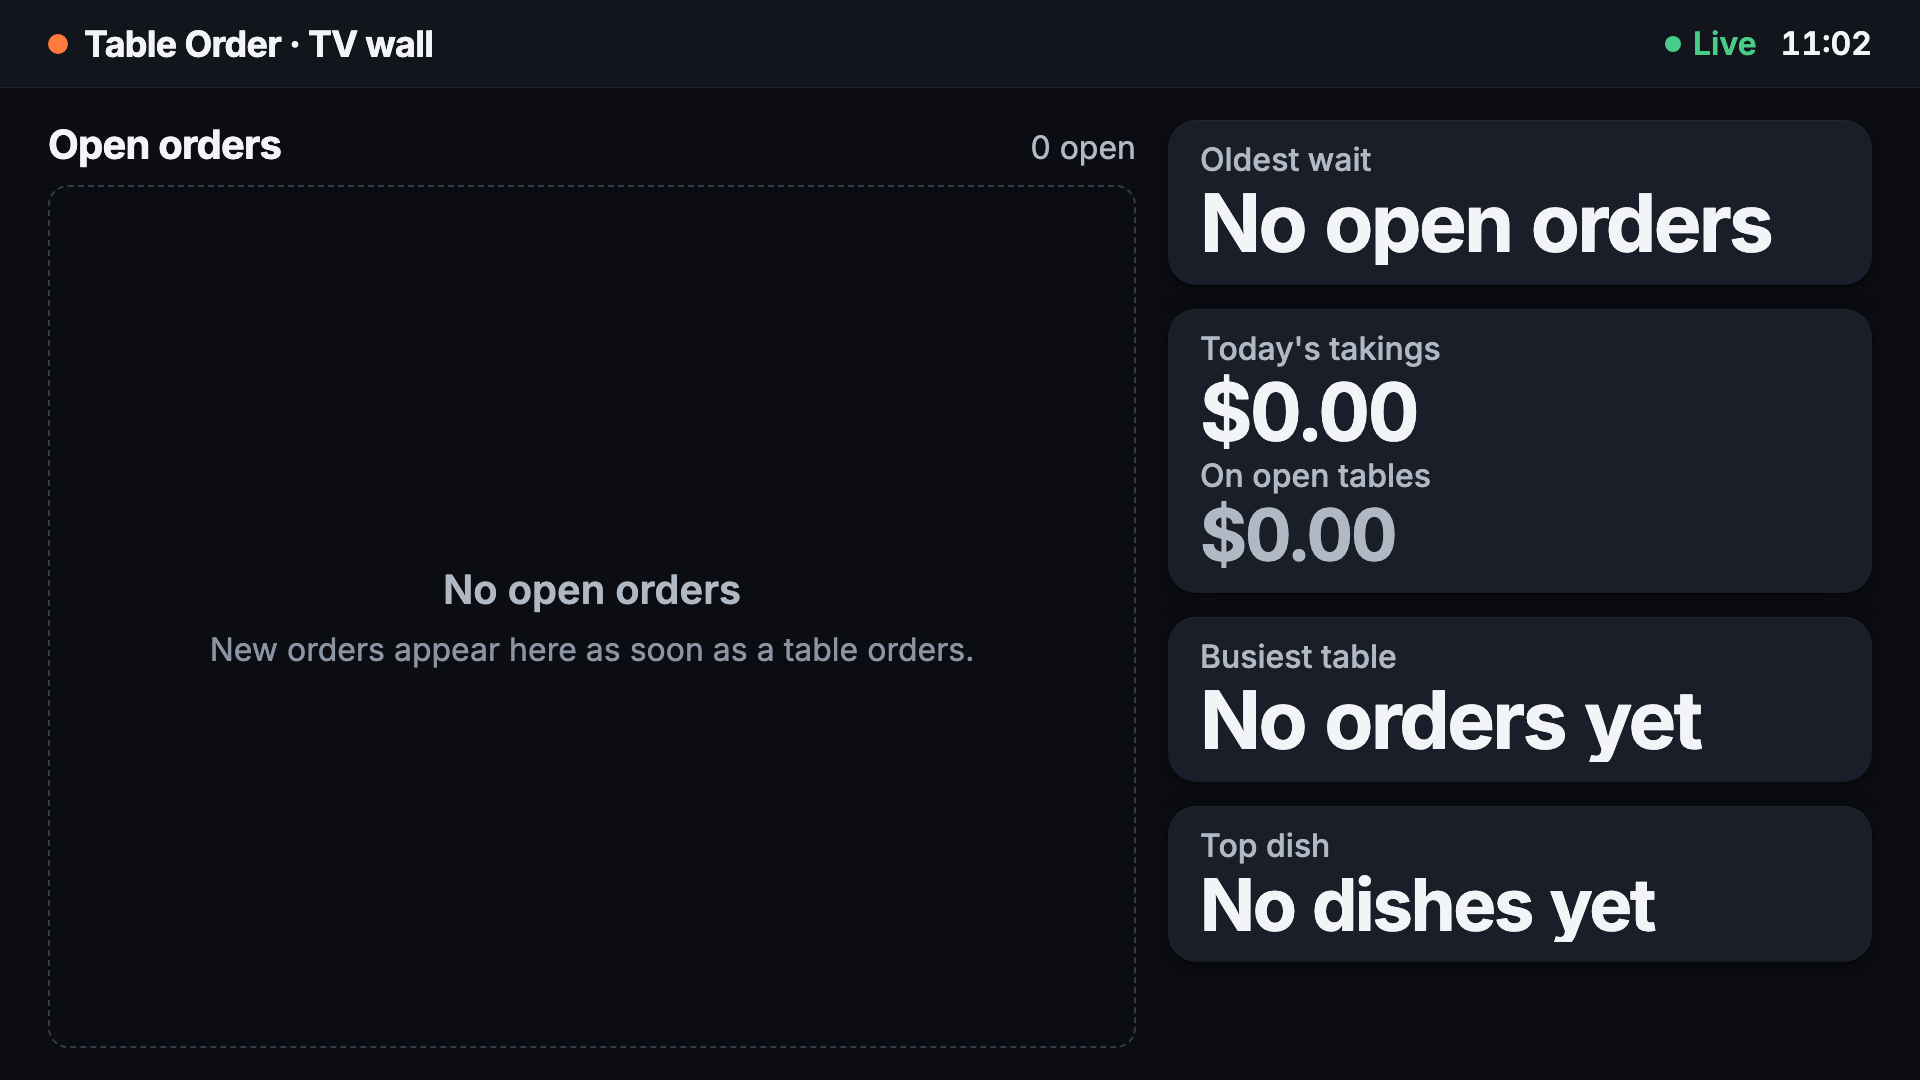 Table Order · TV wall
Live 11:02
Open orders
0 open
No open orders
New orders appear here as soon as a table orders.
Oldest wait
No open orders
Today's takings
$0.00
On open tables
$0.00
Busiest table
No orders yet
Top dish
No dishes yet